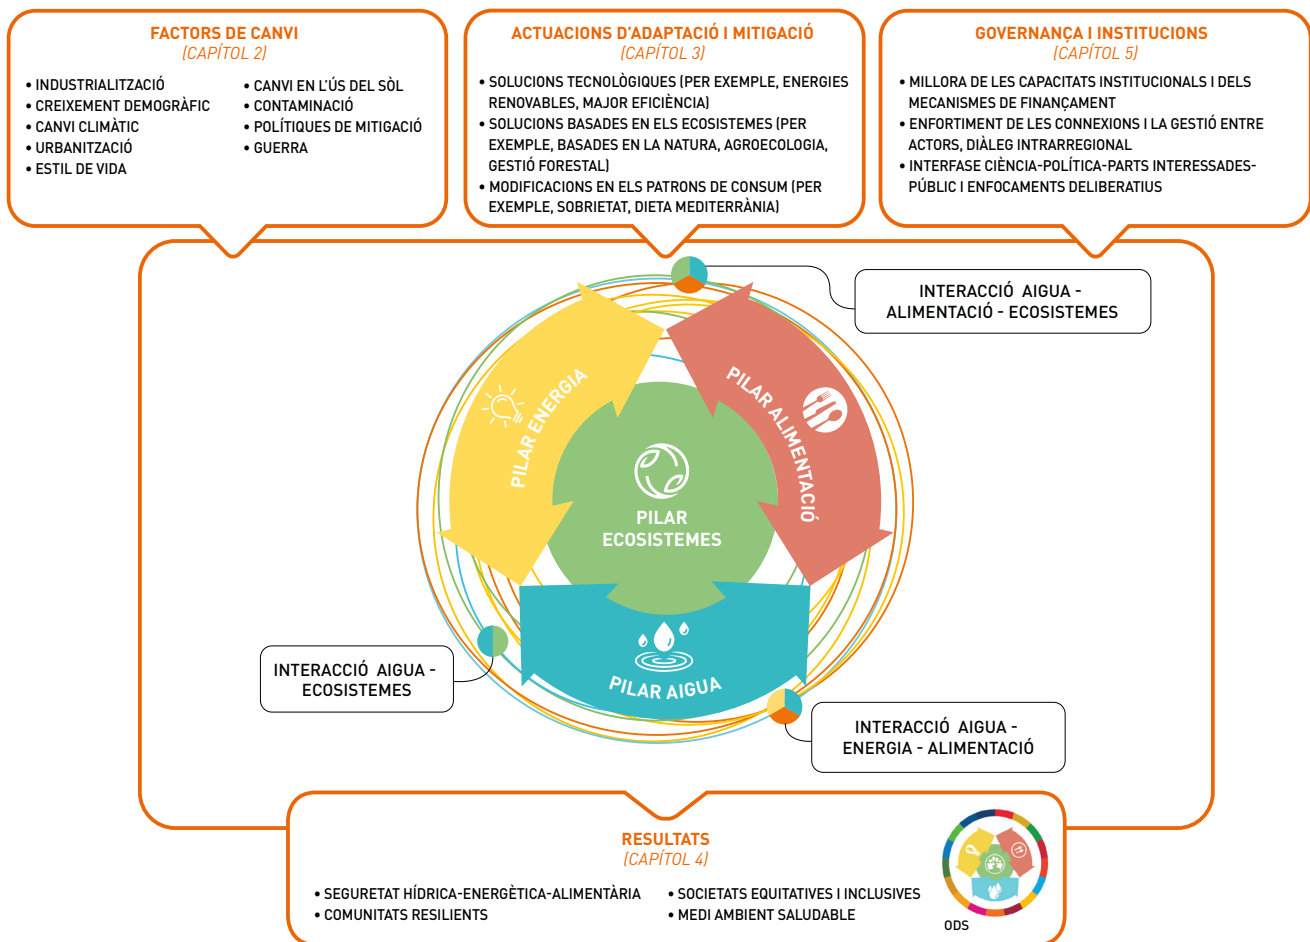 FACTORS DE CANVI
(CAPÍTOL 2)
• INDUSTRIALITZACIÓ
• CREIXEMENT DEMOGRÀFIC
• CANVI CLIMÀTIC
• URBANITZACIÓ
• ESTIL DE VIDA
• CANVI EN L'ÚS DEL SÒL
• CONTAMINACIÓ
• POLÍTIQUES DE MITIGACIÓ
• GUERRA
ACTUACIONS D'ADAPTACIÓ I MITIGACIÓ
(CAPÍTOL 3)
• SOLUCIONS TECNOLÒGIQUES (PER EXEMPLE, ENERGIES
RENOVABLES, MAJOR EFICIÈNCIA)
• SOLUCIONS BASADES EN ELS ECOSISTEMES (PER
EXEMPLE, BASADES EN LA NATURA, AGROECOLOGIA,
GESTIÓ FORESTAL)
• MODIFICACIONS EN ELS PATRONS DE CONSUM (PER
EXEMPLE, SOBRIETAT, DIETA MEDITERRÀNIA)
GOVERNANÇA I INSTITUCIONS
(CAPÍTOL 5)
• MILLORA DE LES CAPACITATS INSTITUCIONALS I DELS
MECANISMES DE FINANÇAMENT
• ENFORTIMENT DE LES CONNEXIONS I LA GESTIÓ ENTRE
ACTORS, DIÀLEG INTRARREGIONAL
• INTERFASE CIÈNCIA-POLÍTICA-PARTS INTERESSADES-
PÚBLIC I ENFOCAMENTS DELIBERATIUS
INTERACCIÓ AIGUA -
ALIMENTACIÓ - ECOSISTEMES
PILAR ENERGIA
PILAR ALIMENTACIÓ
PILAR
ECOSISTEMES
PILAR AIGUA
INTERACCIÓ AIGUA -
ECOSISTEMES
INTERACCIÓ AIGUA -
ENERGIA - ALIMENTACIÓ
RESULTATS
(CAPÍTOL 4)
• SEGURETAT HÍDRICA-ENERGÈTICA-ALIMENTÀRIA
• COMUNITATS RESILIENTS
• SOCIETATS EQUITATIVES I INCLUSIVES
• MEDI AMBIENT SALUDABLE
ODS